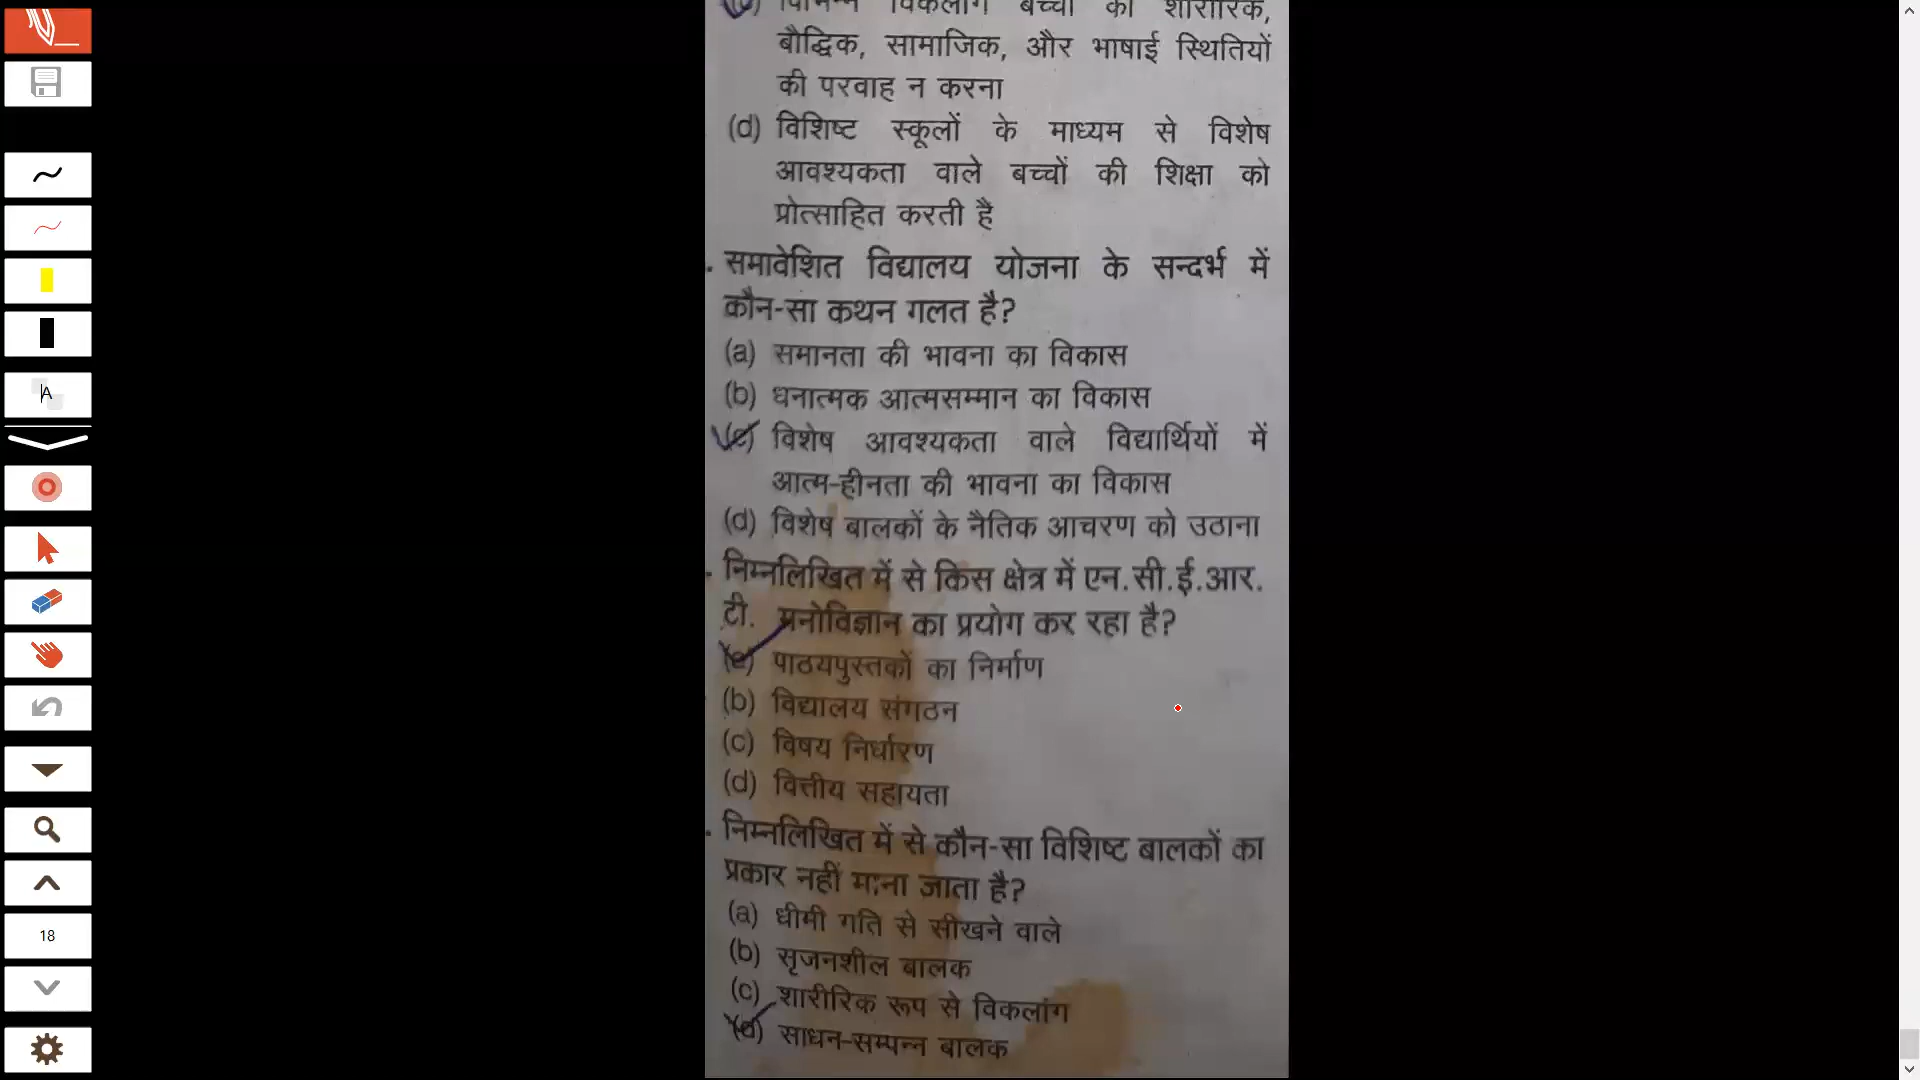 विभिन्न विकलांग बच्चों की शारीरिक,
बौद्धिक, सामाजिक, और भाषाई स्थितियों
की परवाह न करना
(d) विशिष्ट स्कूलों के माध्यम से विशेष
आवश्यकता वाले बच्चों की शिक्षा को
प्रोत्साहित करती है
. समावेशित विद्यालय योजना के सन्दर्भ में
कौन-सा कथन गलत है?
(a) समानता की भावना का विकास
(b) धनात्मक आत्मसम्मान का विकास
(c) विशेष आवश्यकता वाले विद्यार्थियों में
आत्म-हीनता की भावना का विकास
(d) विशेष बालकों के नैतिक आचरण को उठाना
. निम्नलिखित में से किस क्षेत्र में एन.सी.ई.आर.
टी. मनोविज्ञान का प्रयोग कर रहा है?
पाठयपुस्तकों का निर्माण
(b) विद्यालय संगठन
(c) विषय निर्धारण
(d) वित्तीय सहायता
. निम्नलिखित में से कौन-सा विशिष्ट बालकों का
प्रकार नहीं माना जाता है?
(a) धीमी गति से सीखने वाले
(b) सृजनशील बालक
(c) शारीरिक रूप से विकलांग
(d) साधन-सम्पन्न बालक
A
18